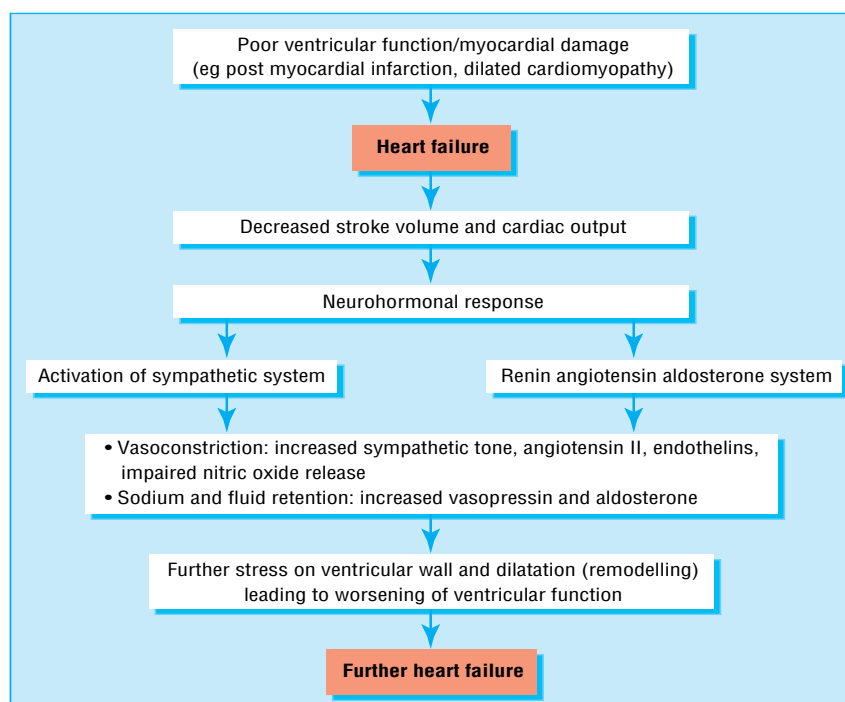 Poor ventricular function/myocardial damage
(eg post myocardial infarction, dilated cardiomyopathy)
Heart failure
Decreased stroke volume and cardiac output
Neurohormonal response
Activation of sympathetic system
Renin angiotensin aldosterone system
• Vasoconstriction: increased sympathetic tone, angiotensin II, endothelins,
impaired nitric oxide release
• Sodium and fluid retention: increased vasopressin and aldosterone
Further stress on ventricular wall and dilatation (remodelling)
leading to worsening of ventricular function
Further heart failure